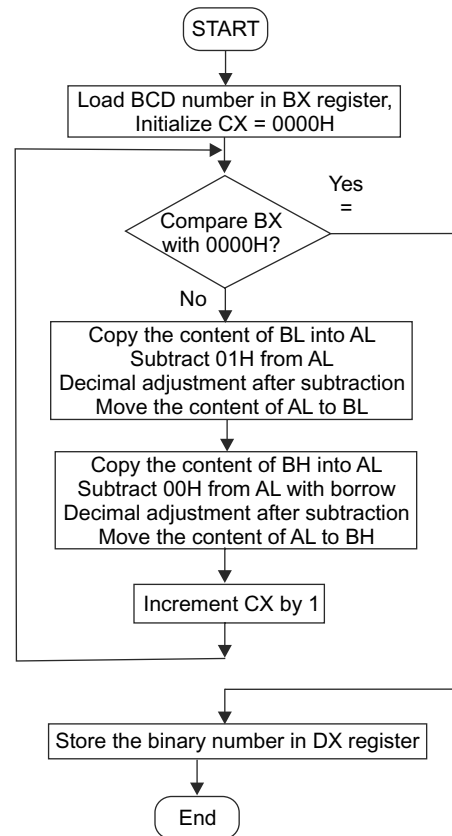 START
Load BCD number in BX register,
Initialize CX = 0000H
Yes
=
Compare BX
with 0000H?
No
Copy the content of BL into AL
Subtract 01H from AL
Decimal adjustment after subtraction
Move the content of AL to BL
Copy the content of BH into AL
Subtract 00H from AL with borrow
Decimal adjustment after subtraction
Move the content of AL to BH
Increment CX by 1
Store the binary number in DX register
End